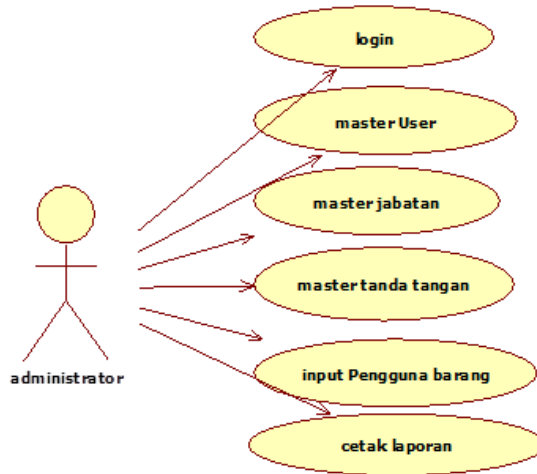 login
master User
master jabatan
master tanda tangan
administrator
input Pengguna barang
cetak laporan